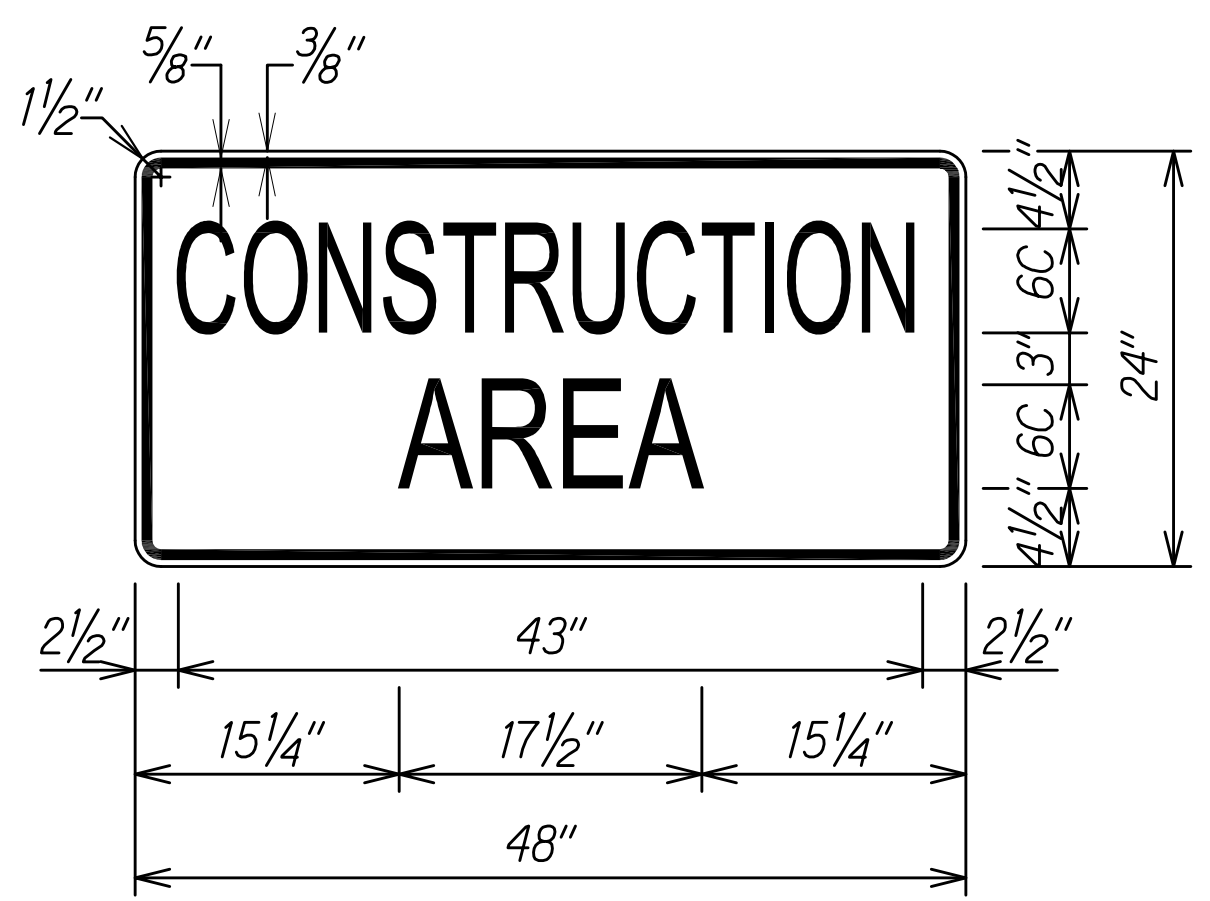 5/8" 3/8"
1 1/2"
CONSTRUCTION
AREA
4 1/2"
6C
3"
6C
4 1/2"
24"
2 1/2" 43" 2 1/2"
15 1/4" 17 1/2" 15 1/4"
48"